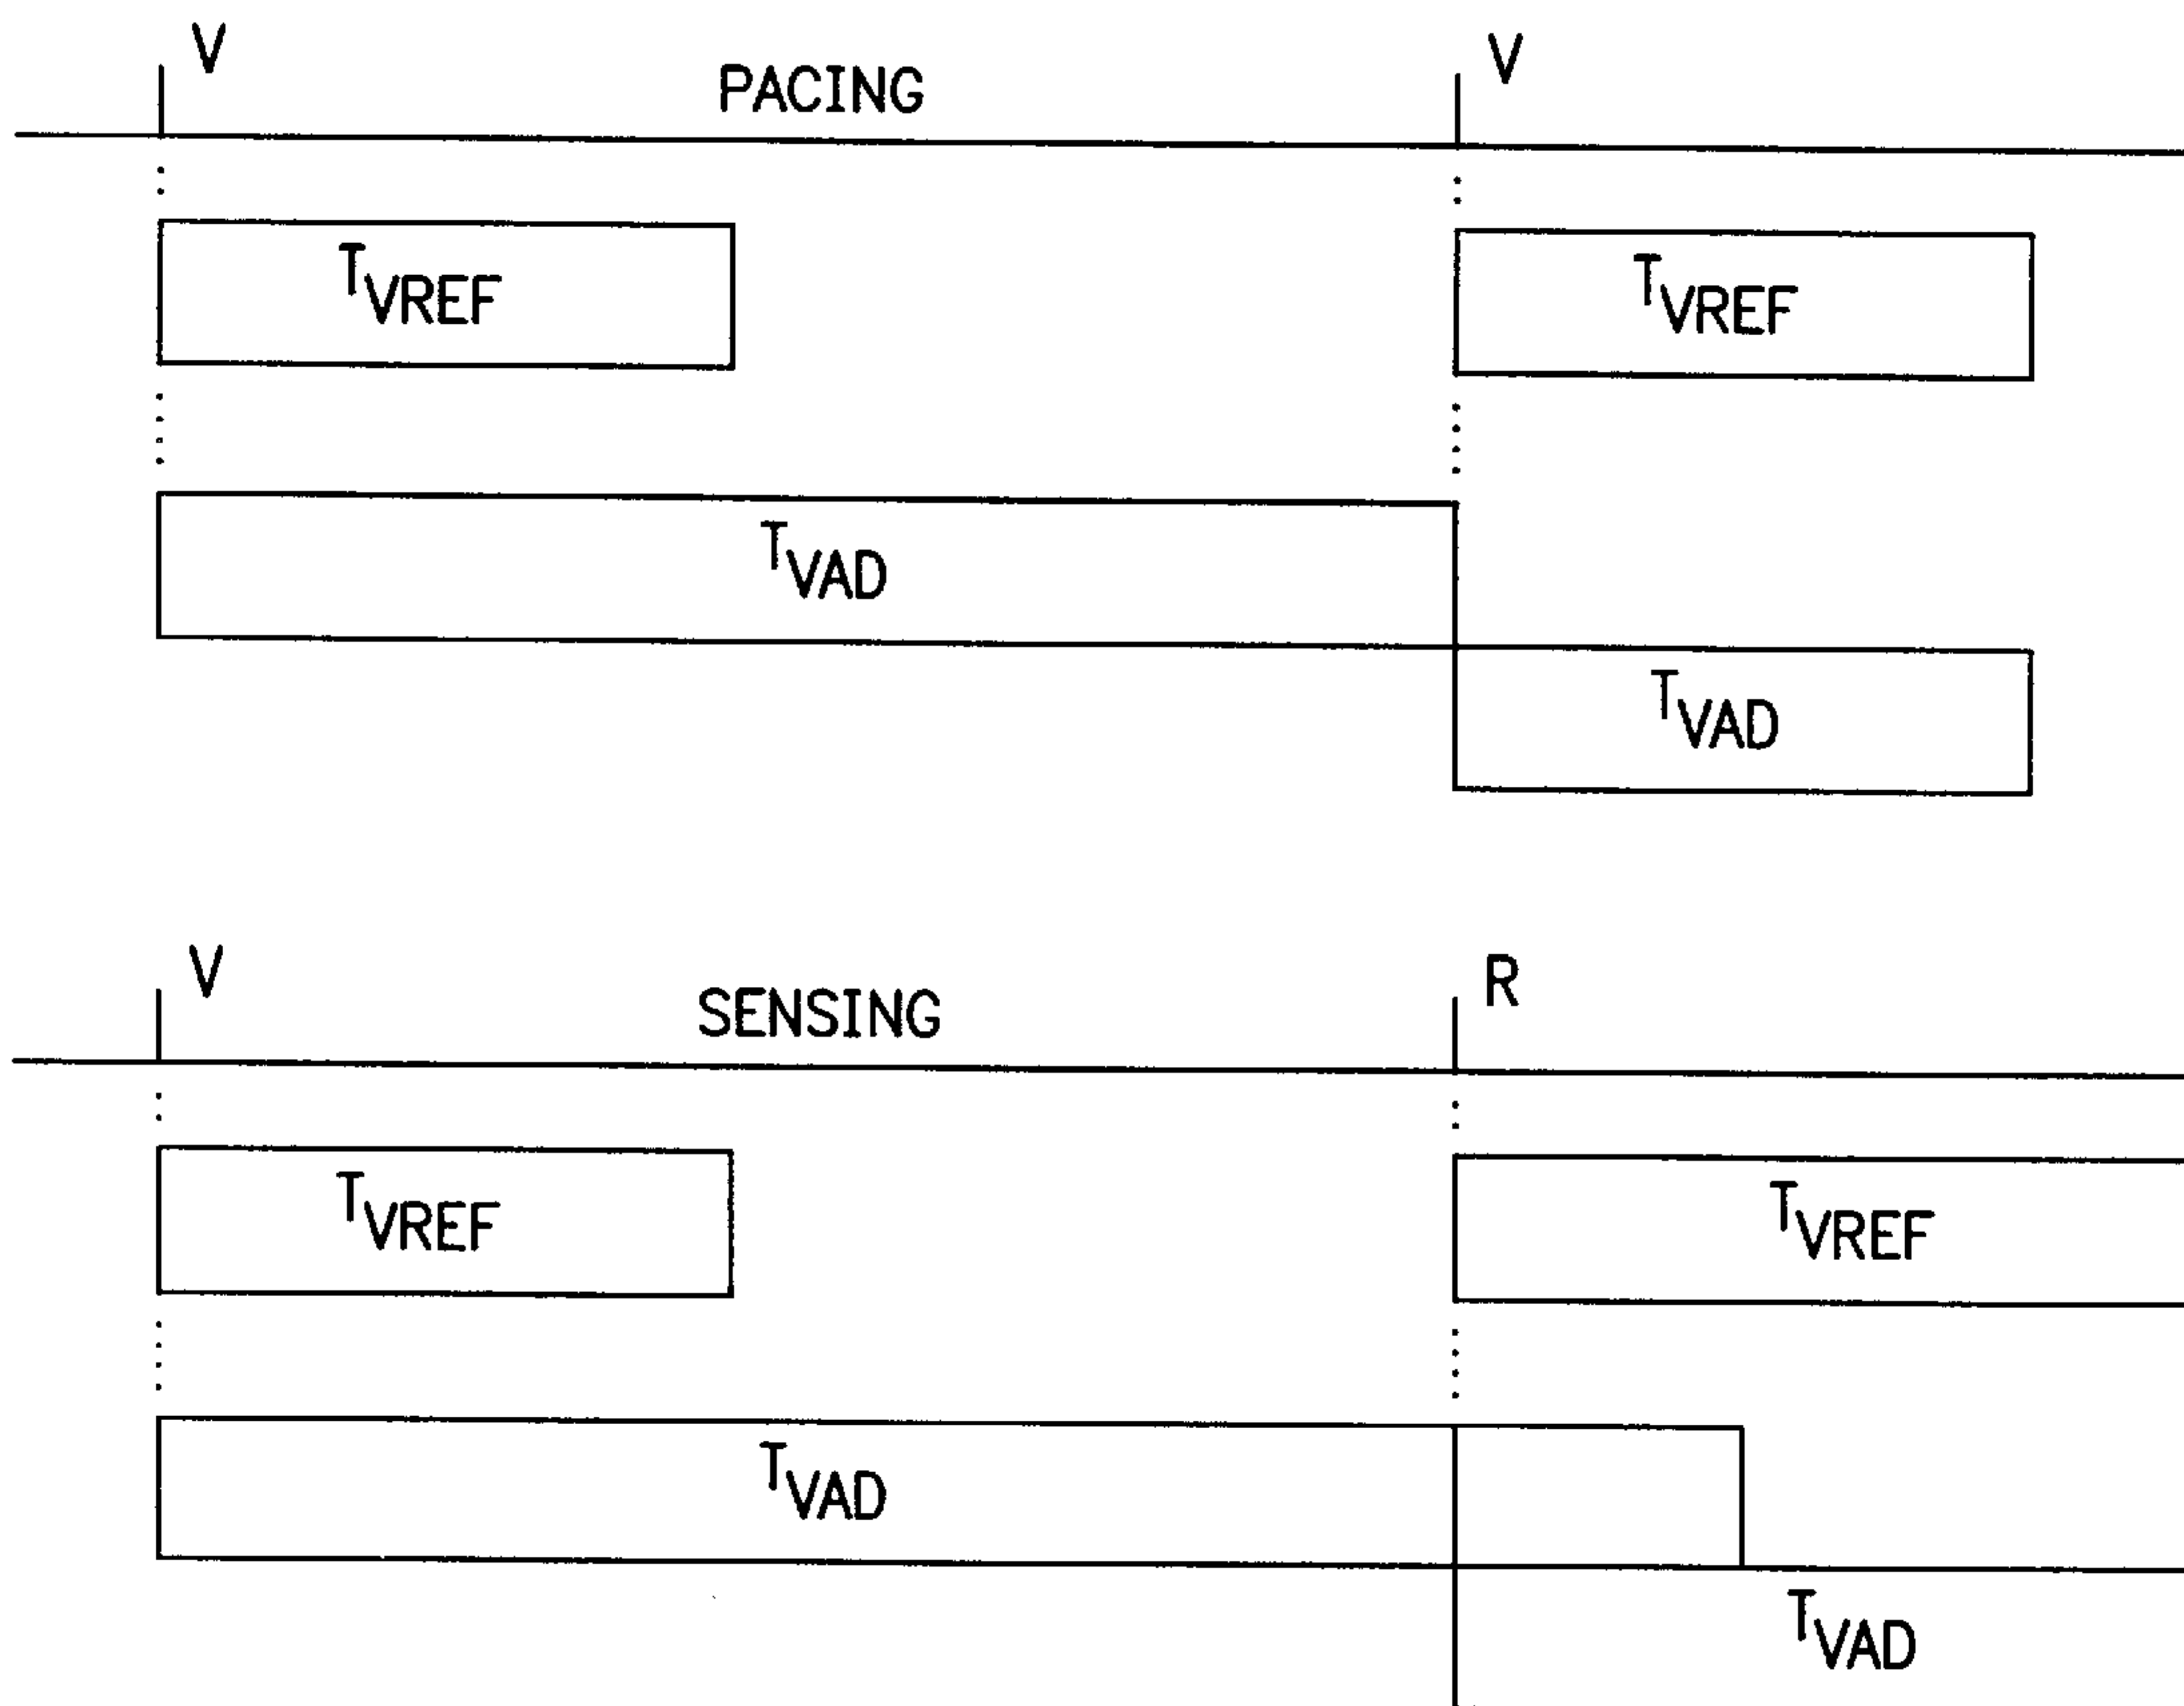 V
PACING
V
TVREF
TVREF
TVAD
TVAD
V
SENSING
R
TVREF
TVREF
TVAD
TVAD